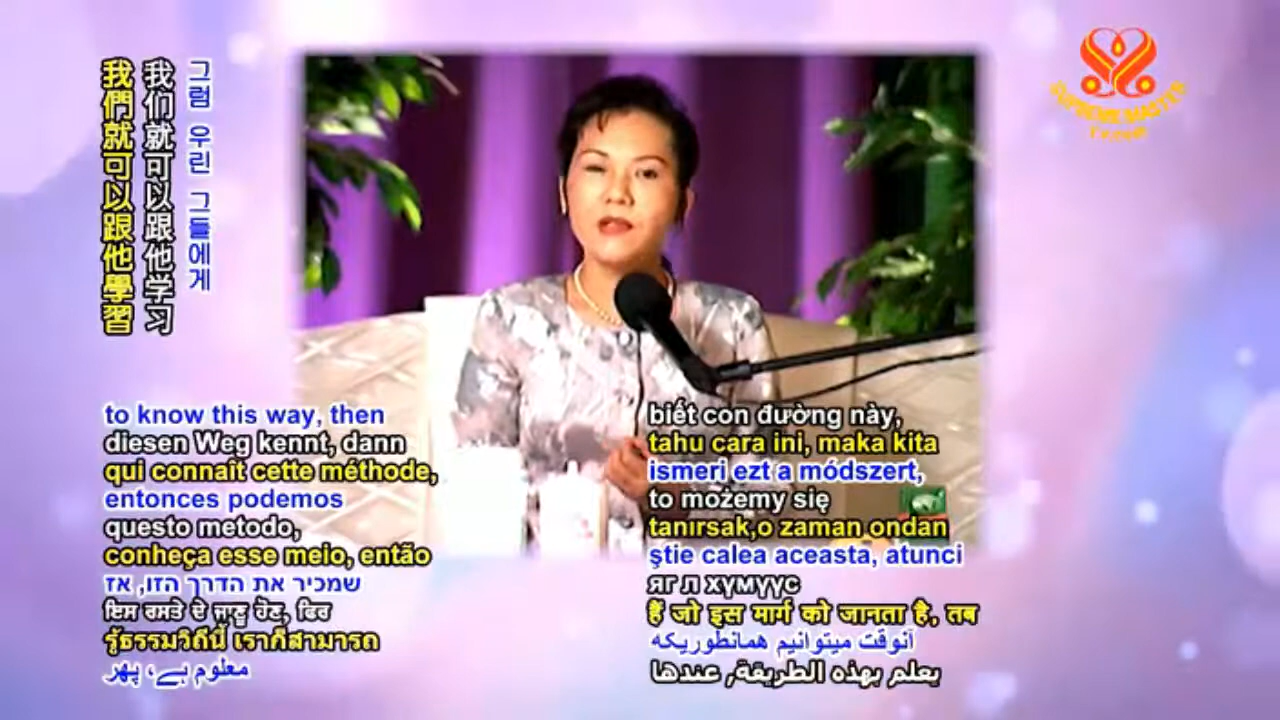 我們就可以跟他學習
我们就可以跟他学习
그럼 우린 그들에게
SUPREME MASTER
TV.COM
to know this way, then
diesen Weg kennt, dann
qui connaît cette méthode,
entonces podemos
questo metodo,
conheça esse meio, então
שמכיר את הדרך הזו, אז
ਇਸ ਰਸਤੇ ਦੇ ਜਾਣੂ ਹੋਣ, ਫਿਰ
รู้ธรรมวิถีนี้ เราก็สามารถ
معلوم ہے، پھر
biết con đường này,
tahu cara ini, maka kita
ismeri ezt a módszert,
to możemy się
tanırsak,o zaman ondan
ştie calea aceasta, atunci
яг л хүмүүс
हैं जो इस मार्ग को जानता है, तब
آنوقت میتوانیم همانطوریکه
يعلم بهذه الطريقة, عندها